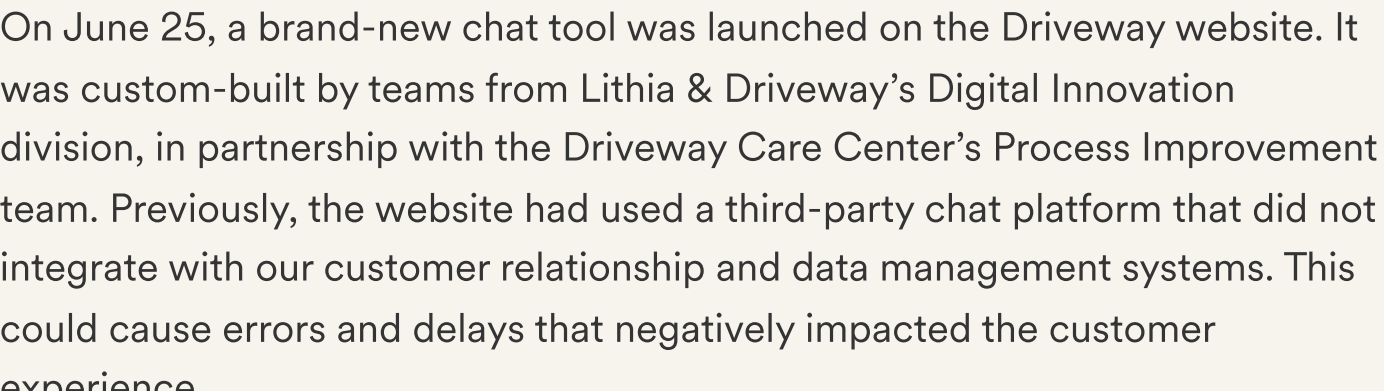 On June 25, a brand-new chat tool was launched on the Driveway website. It
was custom-built by teams from Lithia & Driveway’s Digital Innovation
division, in partnership with the Driveway Care Center’s Process Improvement
team. Previously, the website had used a third-party chat platform that did not
integrate with our customer relationship and data management systems. This
could cause errors and delays that negatively impacted the customer
experience.